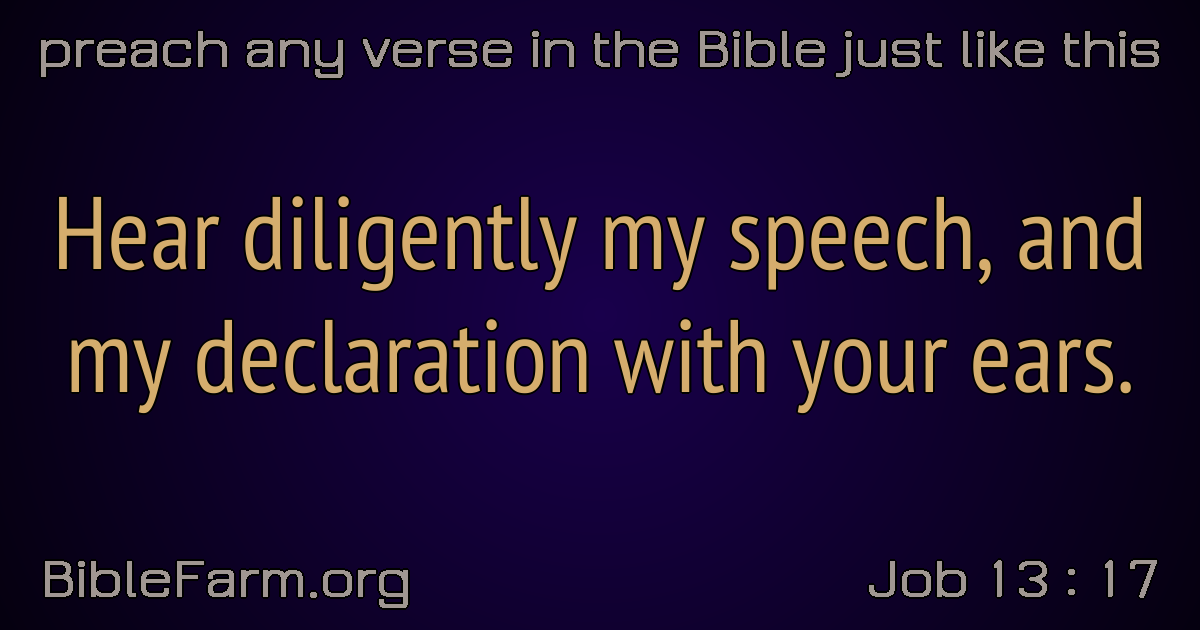 preach any verse in the Bible just like this
Hear diligently my speech, and
my declaration with your ears.
BibleFarm.org
Job 13 : 17